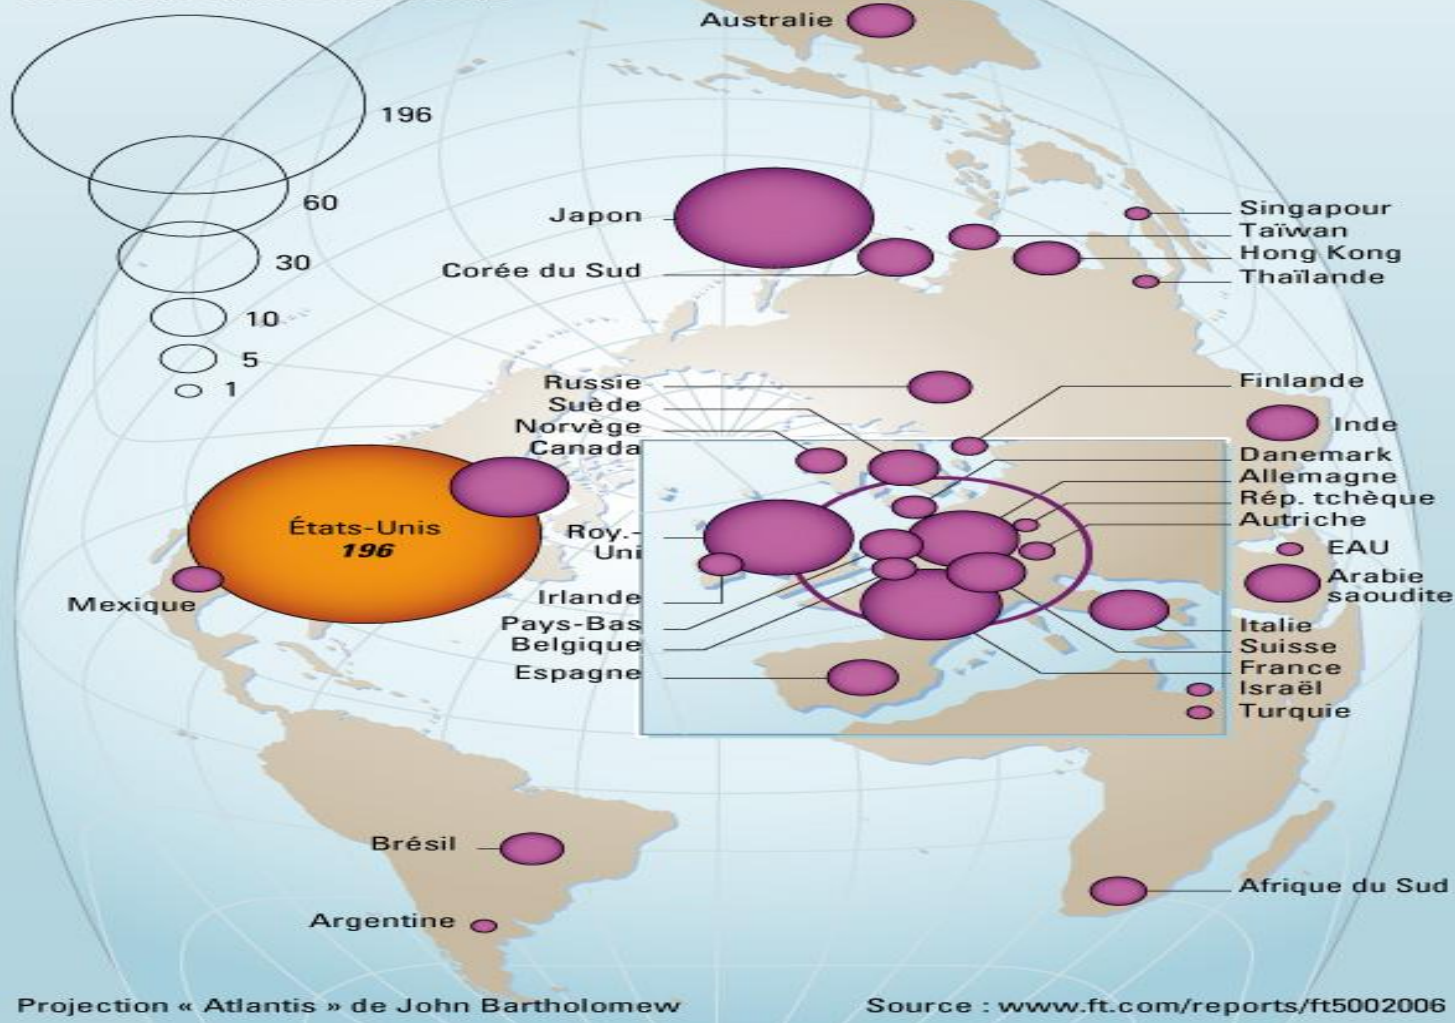 Australie
196
60
30
10
5
1
Japon
Corée du Sud
Singapour
Taïwan
Hong Kong
Thaïlande
Russie
Suède
Norvège
Canada
Finlande
Inde
Danemark
Allemagne
Rép. tchèque
Autriche
États-Unis
196
Roy.-
Uni
EAU
Arabie
saoudite
Mexique
Irlande
Pays-Bas
Belgique
Espagne
Italie
Suisse
France
Israël
Turquie
Brésil
Argentine
Afrique du Sud
Projection « Atlantis » de John Bartholomew
Source : www.ft.com/reports/ft5002006